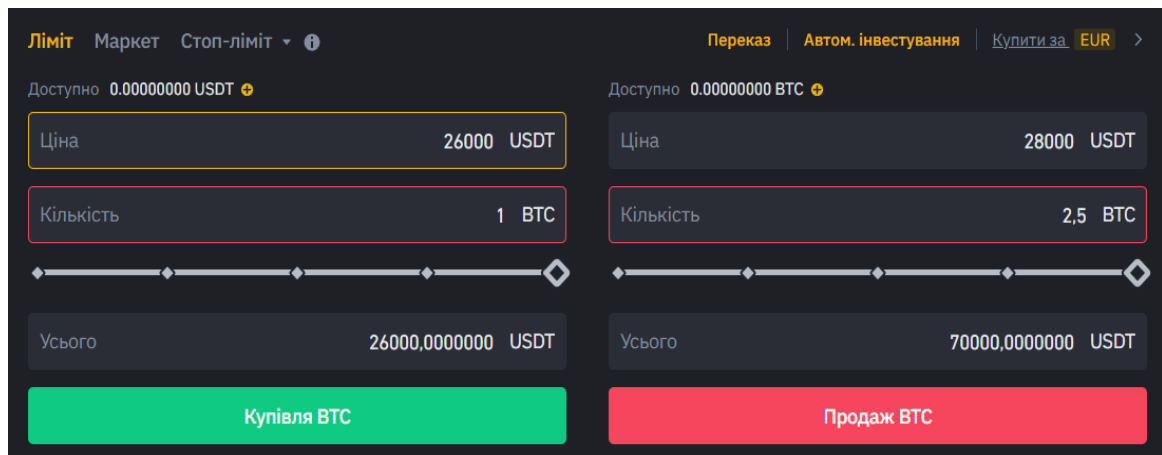 Ліміт Маркет Стоп-ліміт Переказ Автом. інвестування Купити за EUR
Доступно 0.00000000 USDT Доступно 0.00000000 BTC
Ціна 26000 USDT Ціна 28000 USDT
Кількість 1 BTC Кількість 2,5 BTC
Усього 26000,0000000 USDT Усього 70000,0000000 USDT
Купівля BTC Продаж BTC